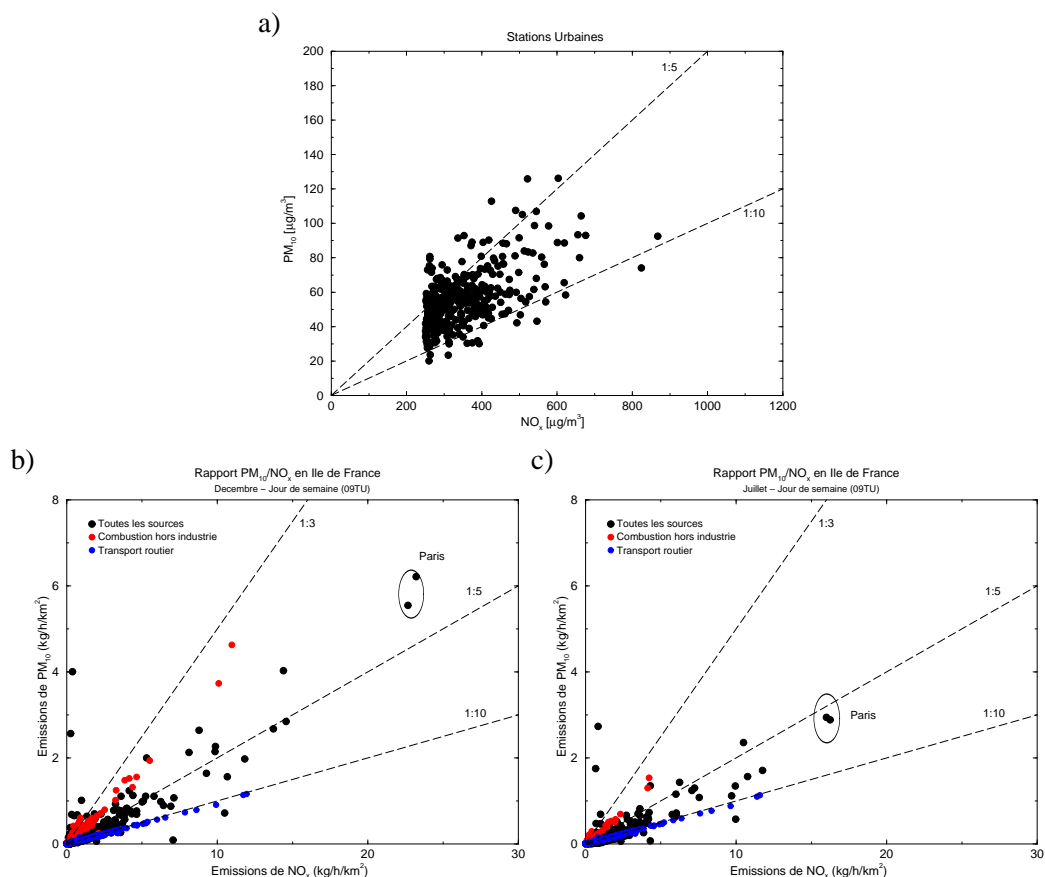 a)
Stations Urbaines
200
180
160
140
120
100
80
60
40
20
0
PM10 [μg/m3]
1:5
1:10
0 200 400 600 800 1000 1200
NOx [μg/m3]
b)
Rapport PM10/NOx en Ile de France
Decembre – Jour de semaine (09TU)
8
6
4
2
0
Emissions de PM10 (kg/h/km2)
Toutes les sources
Combustion hors industrie
Transport routier
1:3
Paris
1:5
1:10
0 10 20 30
Emissions de NOx (kg/h/km2)
c)
Rapport PM10/NOx en Ile de France
Juillet – Jour de semaine (09TU)
8
6
4
2
0
Emissions de PM10 (kg/h/km2)
Toutes les sources
Combustion hors industrie
Transport routier
1:3
1:5
Paris
1:10
0 10 20 30
Emissions de NOx (kg/h/km2)